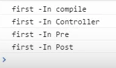 first -In compile
first -In Controller
first -In Pre
first -In Post
>